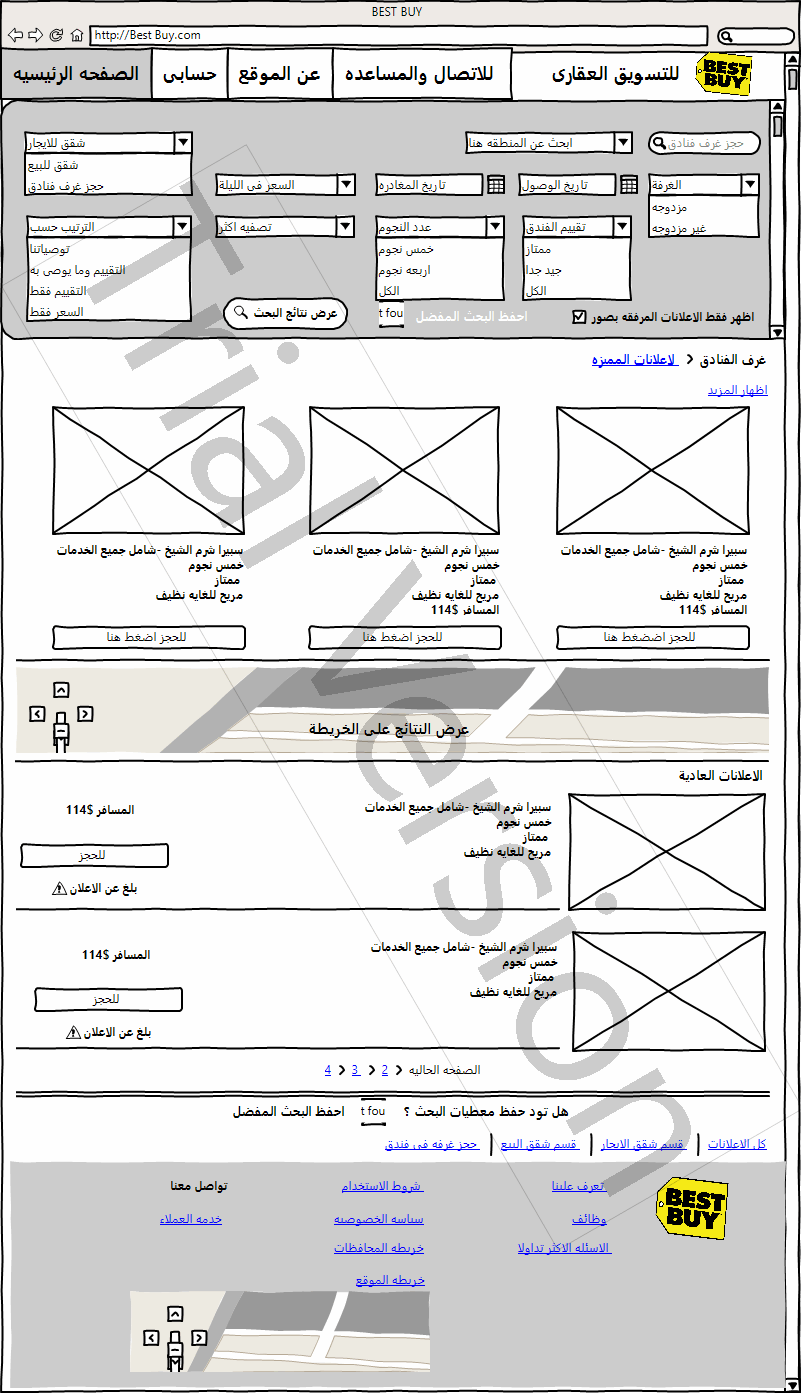 BEST BUY
http://Best Buy.com
BEST BUY
للتسويق العقارى
للاتصال والمساعده
عن الموقع
حسابى
الصفحه الرئيسيه
حجز غرف فنادق
ابحث عن المنطقه هنا
شقق للايجار
شقق للبيع
حجز غرف فنادق
الغرفة
مزدوجه
غير مزدوجه
تاريخ الوصول
تاريخ المغادره
السعر فى الليلة
تقييم الفندق
ممتاز
جيد جدا
الكل
عدد النجوم
خمس نجوم
اربعه نجوم
الكل
تصفيه اكثر
الترتيب حسب
توصياتنا
التقييم وما يوصى به
التقييم فقط
السعر فقط
اظهر فقط الاعلانات المرفقه بصور
احفظ البحث المفضل
t fou
عرض نتائج البحث
غرف الفنادق > لاعلانات المميزه
اظهار المزيد
سبيرا شرم الشيخ -شامل جميع الخدمات
خمس نجوم
ممتاز
مريح للغايه نظيف
المسافر $114
للحجز اضضغط هنا
سبيرا شرم الشيخ -شامل جميع الخدمات
خمس نجوم
ممتاز
مريح للغايه نظيف
المسافر $114
للحجز اضغط هنا
سبيرا شرم الشيخ -شامل جميع الخدمات
خمس نجوم
ممتاز
مريح للغايه نظيف
للحجز اضغط هنا
عرض النتائج على الخريطة
الاعلانات العادية
سبيرا شرم الشيخ -شامل جميع الخدمات
خمس نجوم
ممتاز
مريح للغايه نظيف
المسافر $114
للحجز
بلغ عن الاعلان
سبيرا شرم الشيخ -شامل جميع الخدمات
خمس نجوم
ممتاز
مريح للغايه نظيف
المسافر $114
للحجز
بلغ عن الاعلان
الصفحه الحاليه > 2 > 3 > 4
هل تود حفظ معطيات البحث ؟
t fou
احفظ البحث المفضل
كل الاعلانات | قسم شقق الايجار | قسم شقق البيع | حجز غرفه فى فندق
BEST BUY
تعرف علينا
وظائف
الاسئله الاكثر تداولا
شروط الاستخدام
سياسه الخصوصيه
خريطه المحافظات
خريطه الموقع
تواصل معنا
خدمه العملاء
Trial Version